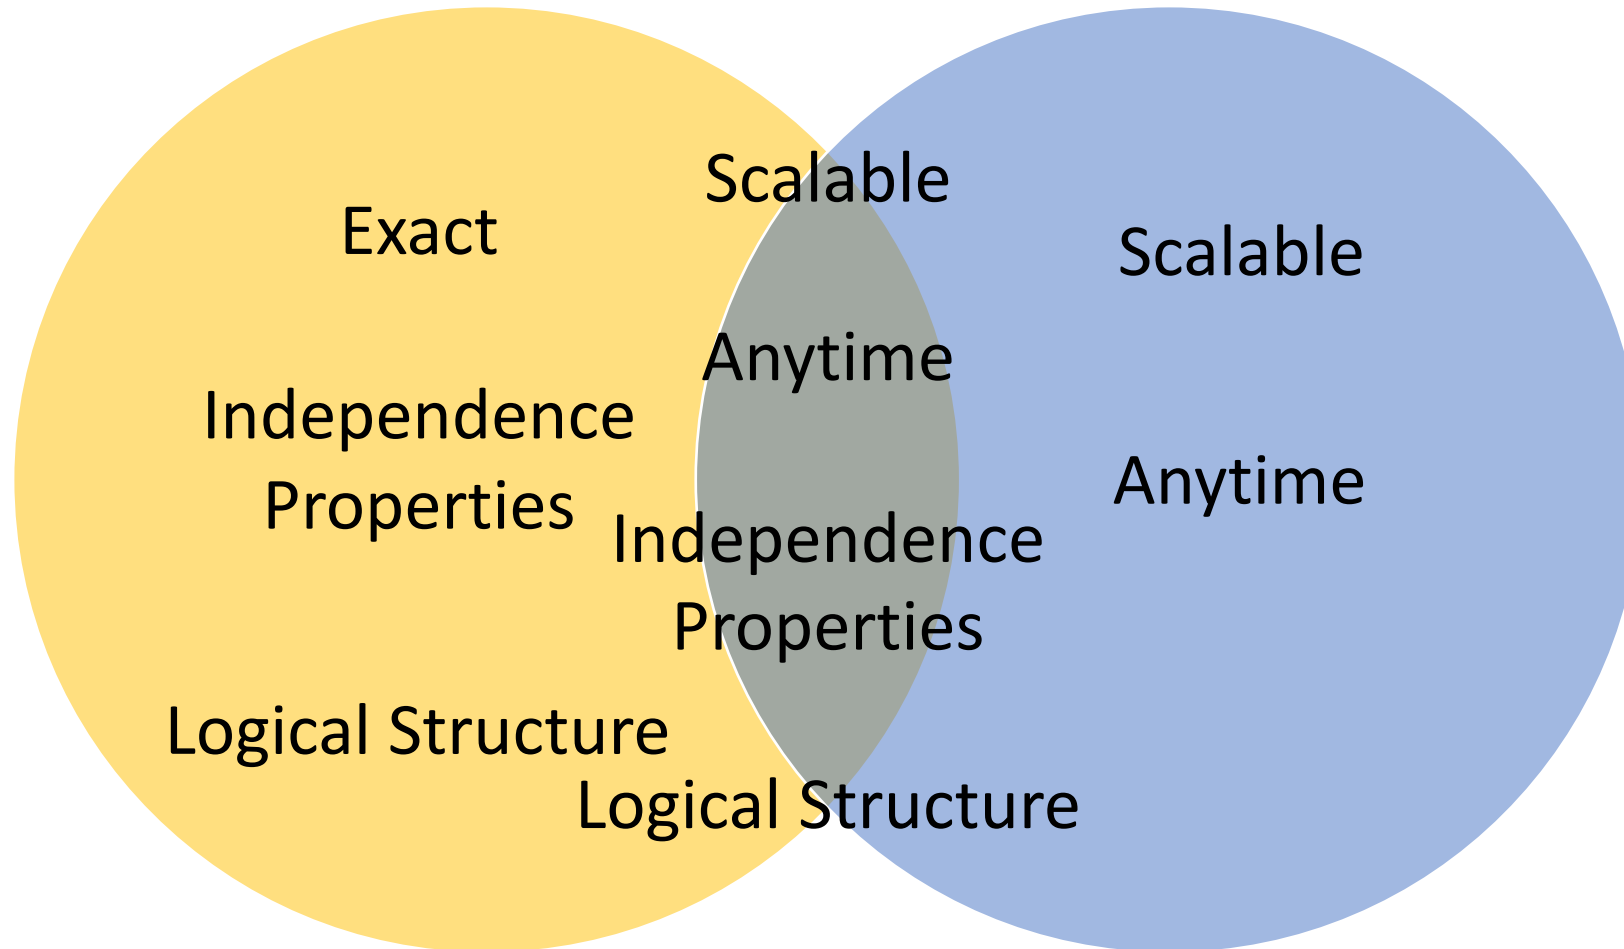 Exact
Independence
Properties
Logical Structure
Scalable
Anytime
Independence
Properties
Logical Structure
Scalable
Anytime